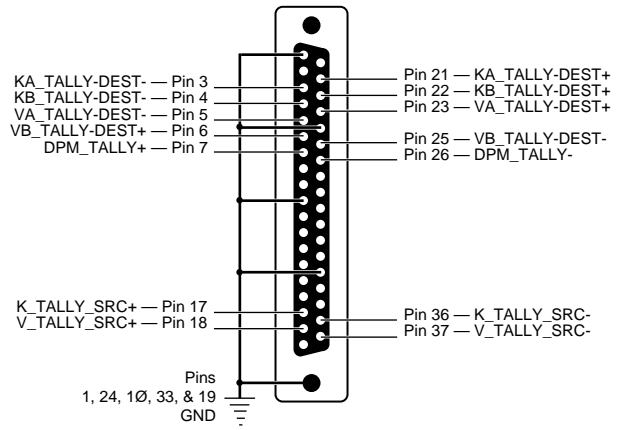 KA_TALLY-DEST- — Pin 3
KB_TALLY-DEST- — Pin 4
VA_TALLY-DEST- — Pin 5
VB_TALLY-DEST+ — Pin 6
DPM_TALLY+ — Pin 7
Pin 21 — KA_TALLY-DEST+
Pin 22 — KB_TALLY-DEST+
Pin 23 — VA_TALLY-DEST+
Pin 25 — VB_TALLY-DEST-
Pin 26 — DPM_TALLY-
K_TALLY_SRC+ — Pin 17
V_TALLY_SRC+ — Pin 18
Pin 36 — K_TALLY_SRC-
Pin 37 — V_TALLY_SRC-
Pins
1, 24, 1Ø, 33, & 19
GND